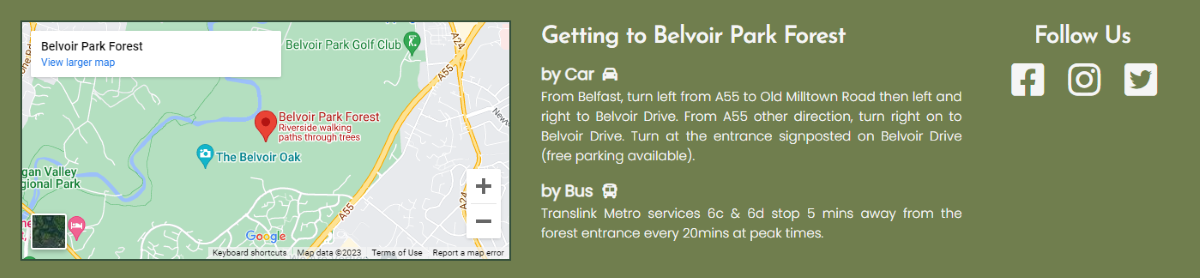 Belvoir Park Forest
View larger map
Belvoir Park Golf Club
A24
A55
Belvoir Park Forest
Riverside walking
paths through trees
The Belvoir Oak
gan Valley
gional Park
A55
A24
Google
Keyboard shortcuts
Map data ©2023
Terms of Use
Report a map error
Getting to Belvoir Park Forest
by Car
From Belfast, turn left from A55 to Old Milltown Road then left and
right to Belvoir Drive. From A55 other direction, turn right on to
Belvoir Drive. Turn at the entrance signposted on Belvoir Drive
(free parking available).
by Bus
Translink Metro services 6c & 6d stop 5 mins away from the
forest entrance every 20mins at peak times.
Follow Us